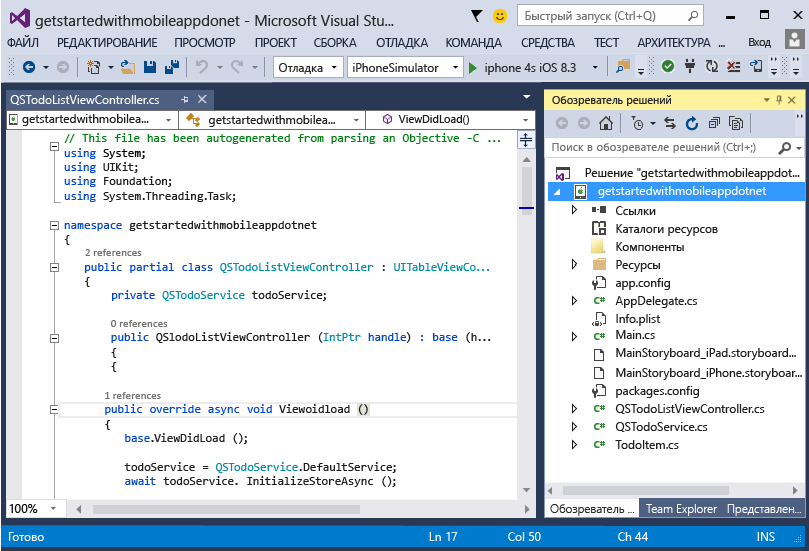 getstartedwithmobileappdonet - Microsoft Visual Stu...
Быстрый запуск (Ctrl+Q)
ФАЙЛ РЕДАКТИРОВАНИЕ ПРОСМОТР ПРОЕКТ СБОРКА ОТЛАДКА КОМАНДА СРЕДСТВА ТЕСТ АРХИТЕКТУРА ... Вход
Отладка iPhoneSimulator iphone 4s iOS 8.3
QSTodoListViewController.cs
getstartedwithmobilea... getstartedwithmobilea... ViewDidLoad()
// This file has been autogenerated from parsing an Objective -C ...
using System;
using UIKit;
using Foundation;
using System.Threading.Task;
namespace getstartedwithmobileappdotnet
{
2 references
public partial class QSTodoListViewController : UITableViewCo...
{
private QSTodoService todoService;
0 references
public QSlodoListViewController (IntPtr handle) : base (h...
{
{
1 references
public override async void Viewoidload ()
{
base.ViewDidLoad ();
todoService = QSTodoService.DefaultService;
await todoService. InitializeStoreAsync ();
100%
Обозреватель решений
Поиск в обозревателе решений (Ctrl+;)
Решение "getstartedwithmobileappdot...
getstartedwithmobileappdotnet
Ссылки
Каталоги ресурсов
Компоненты
Ресурсы
app.config
C# AppDelegate.cs
Info.plist
C# Main.cs
MainStoryboard_iPad.storyboard...
MainStoryboard_iPhone.storyboar...
packages.config
C# QSTodoListViewController.cs
C# QSTodoService.cs
C# TodoItem.cs
Обозреватель ... Team Explorer Представлен...
Готово Ln 17 Col 50 Ch 44 INS